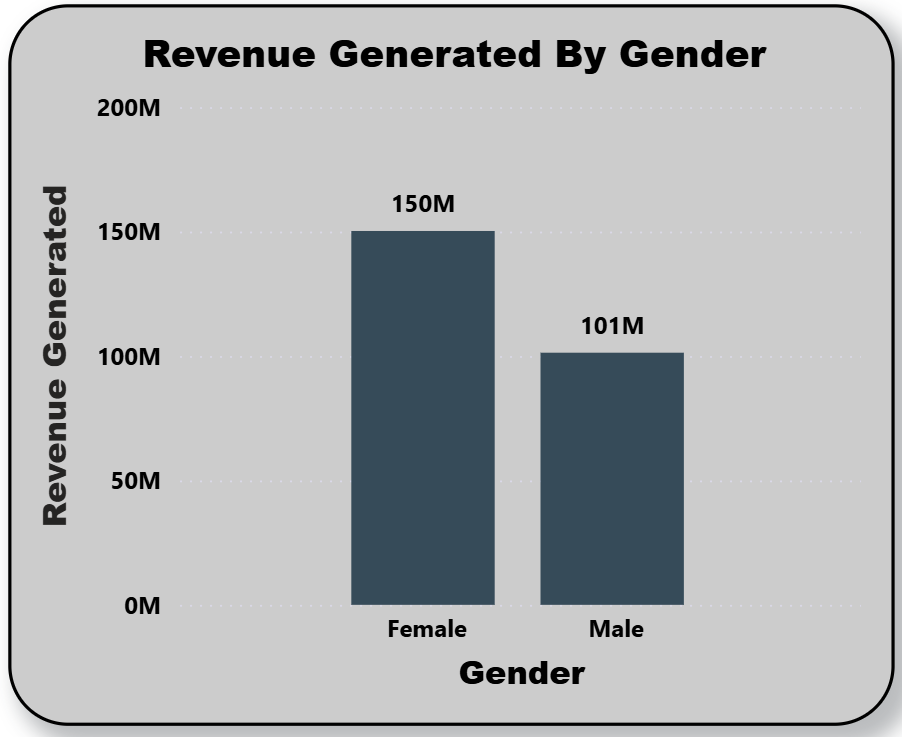 Revenue Generated By Gender
200M
150M
100M
50M
0M
Revenue Generated
150M
101M
Female
Male
Gender